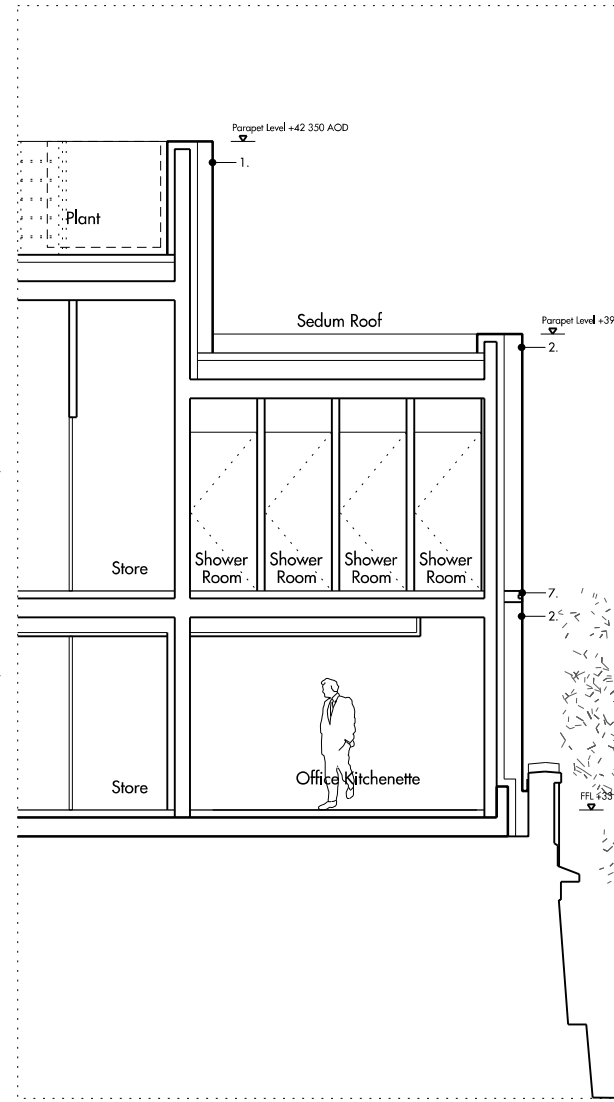 Parapet Level +42 350 AOD
1.
Plant
Sedum Roof
Parapet Level +39
2.
Store
Shower Room
Shower Room
Shower Room
Shower Room
7.
2.
Store
Office Kitchenette
FFL +33